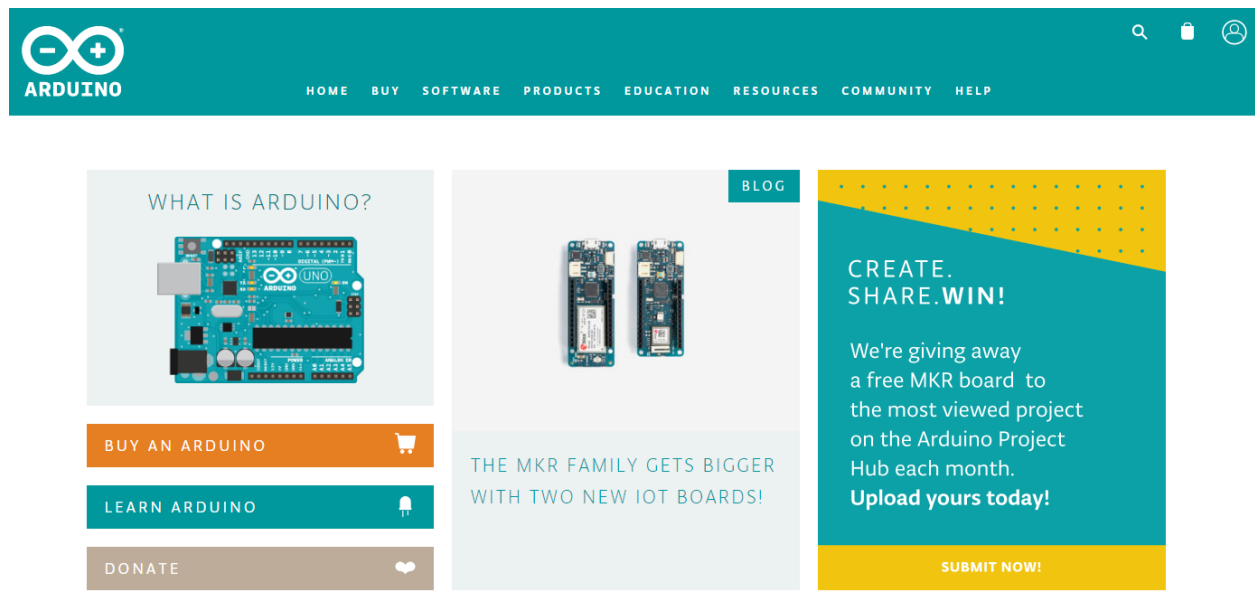 ARDUINO
HOME BUY SOFTWARE PRODUCTS EDUCATION RESOURCES COMMUNITY HELP
WHAT IS ARDUINO?
UNO
ARDUINO
BUY AN ARDUINO
LEARN ARDUINO
DONATE
BLOG
THE MKR FAMILY GETS BIGGER
WITH TWO NEW IOT BOARDS!
CREATE.
SHARE.WIN!
We're giving away
a free MKR board to
the most viewed project
on the Arduino Project
Hub each month.
Upload yours today!
SUBMIT NOW!